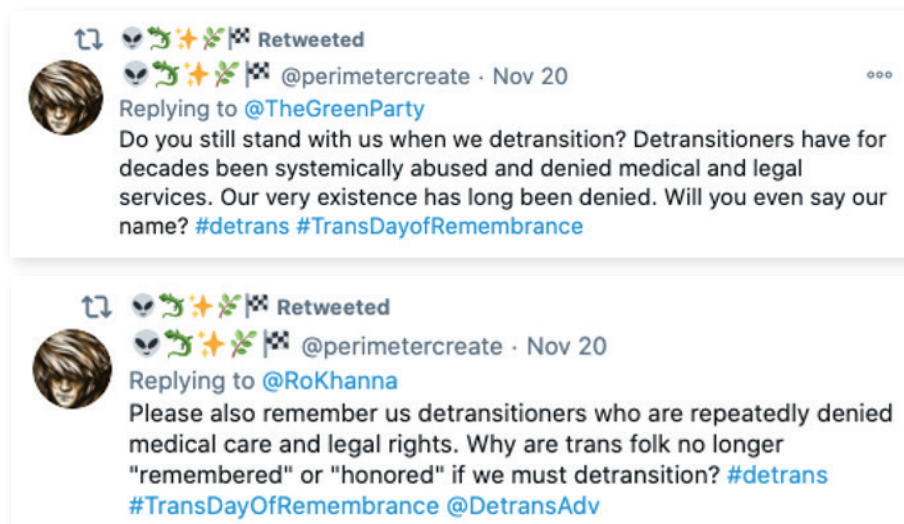 👽🦎✨🌿🏁 Retweeted
👽🦎✨🌿🏁 @perimetercreate · Nov 20
Replying to @TheGreenParty
Do you still stand with us when we detransition? Detransitioners have for
decades been systemically abused and denied medical and legal
services. Our very existence has long been denied. Will you even say our
name? #detrans #TransDayofRemembrance
👽🦎✨🌿🏁 Retweeted
👽🦎✨🌿🏁 @perimetercreate · Nov 20
Replying to @RoKhanna
Please also remember us detransitioners who are repeatedly denied
medical care and legal rights. Why are trans folk no longer
"remembered" or "honored" if we must detransition? #detrans
#TransDayOfRemembrance @DetransAdv